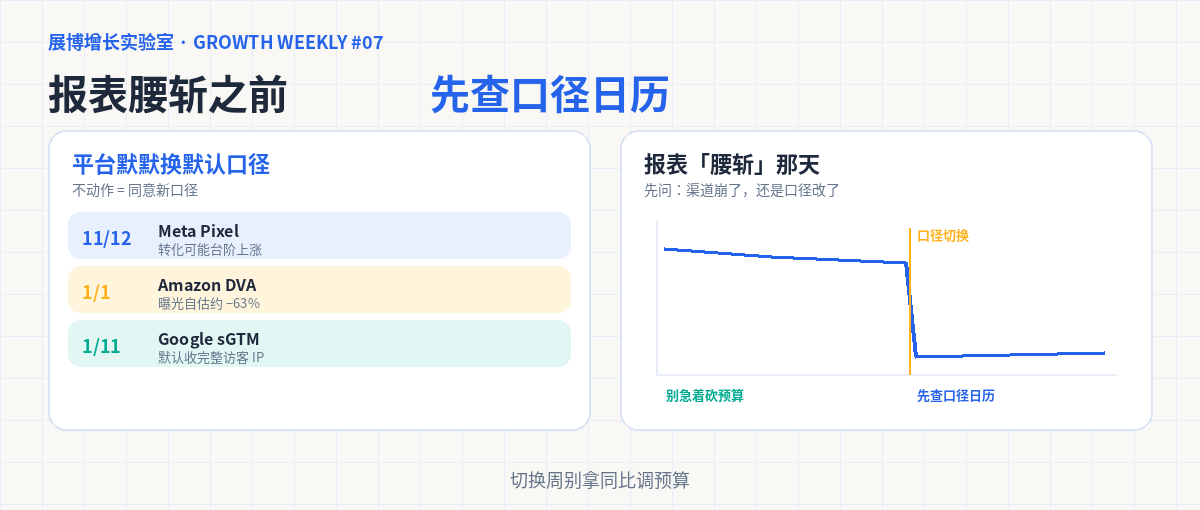 展博增长实验室 · GROWTH WEEKLY #07
报表腰斩之前 先查口径日历
平台默默换默认口径
不动作 = 同意新口径
11/12 Meta Pixel
转化可能台阶上涨
1/1 Amazon DVA
曝光自估约 −63%
1/11 Google sGTM
默认收完整访客 IP
报表「腰斩」那天
先问：渠道崩了，还是口径改了
口径切换
别急着砍预算
先查口径日历
切换周别拿同比调预算